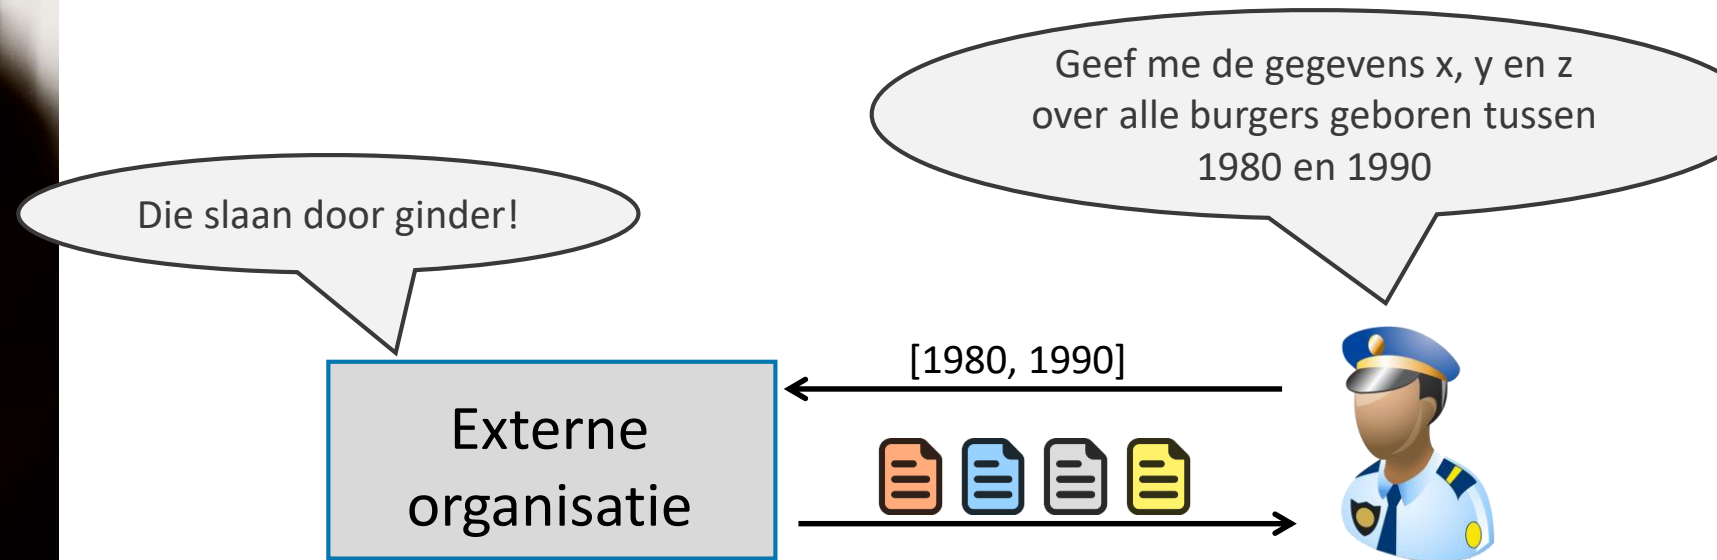 Geef me de gegevens x, y en z
over alle burgers geboren tussen
1980 en 1990
Die slaan door ginder!
[1980, 1990]
Externe
organisatie